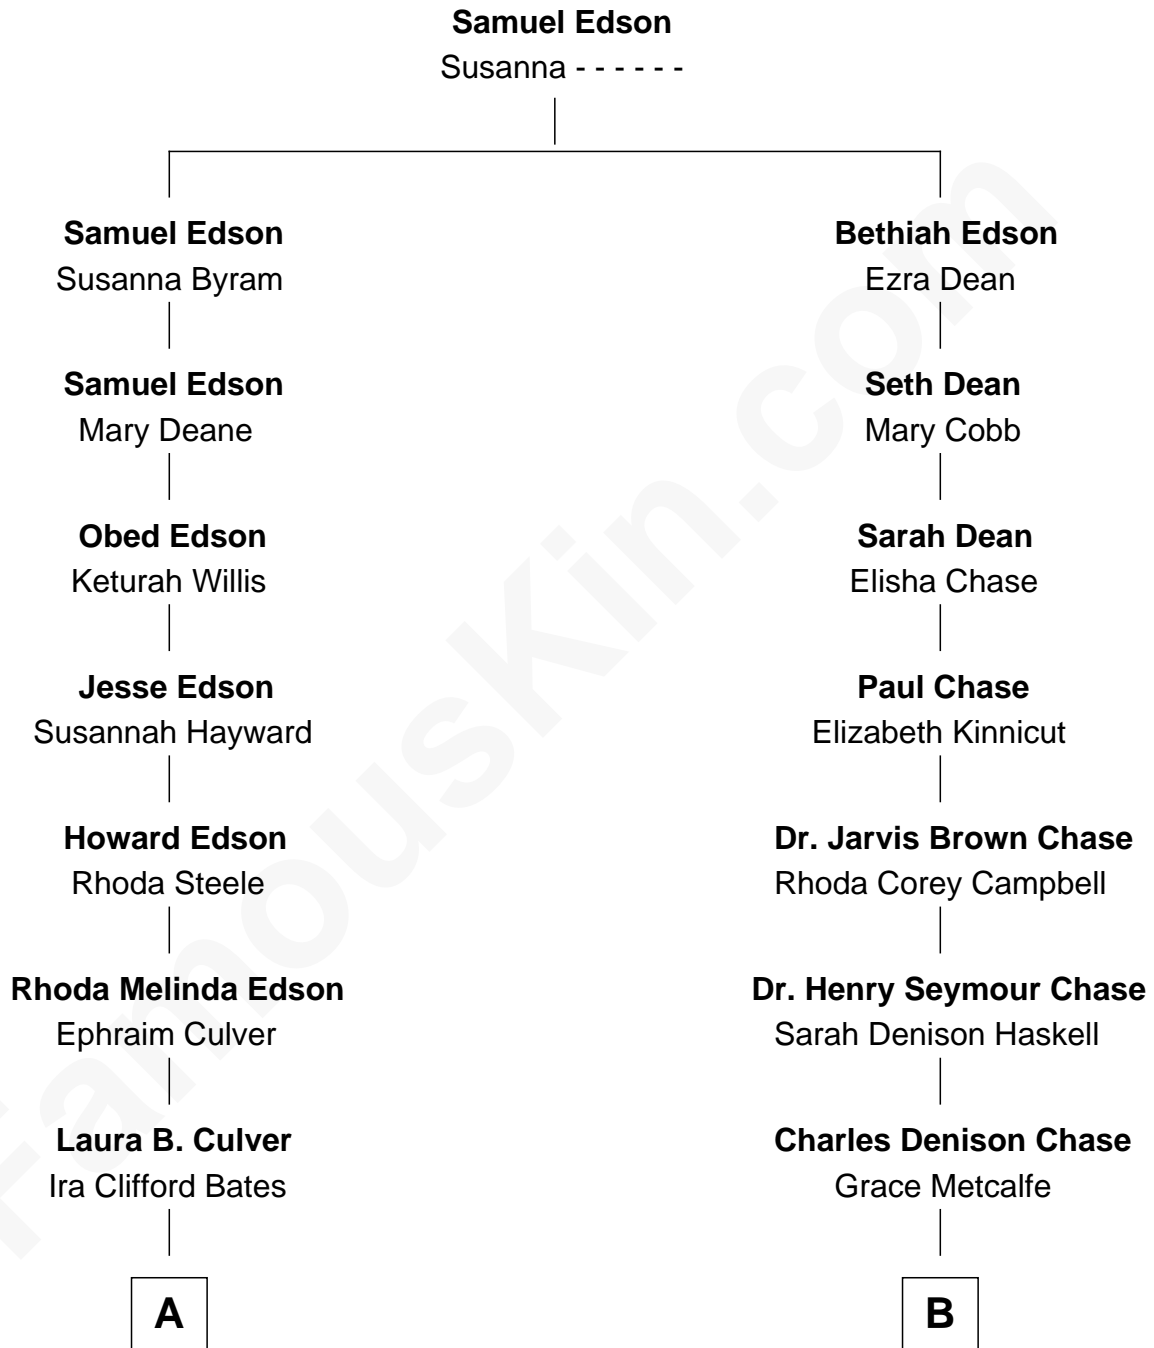 Samuel Edson
Susanna - - - - - -
Samuel Edson
Susanna Byram
Samuel Edson
Mary Deane
Obed Edson
Keturah Willis
Jesse Edson
Susannah Hayward
Howard Edson
Rhoda Steele
Rhoda Melinda Edson
Ephraim Culver
Laura B. Culver
Ira Clifford Bates
A
Bethiah Edson
Ezra Dean
Seth Dean
Mary Cobb
Sarah Dean
Elisha Chase
Paul Chase
Elizabeth Kinnicut
Dr. Jarvis Brown Chase
Rhoda Corey Campbell
Dr. Henry Seymour Chase
Sarah Denison Haskell
Charles Denison Chase
Grace Metcalfe
B
FamousKin.com